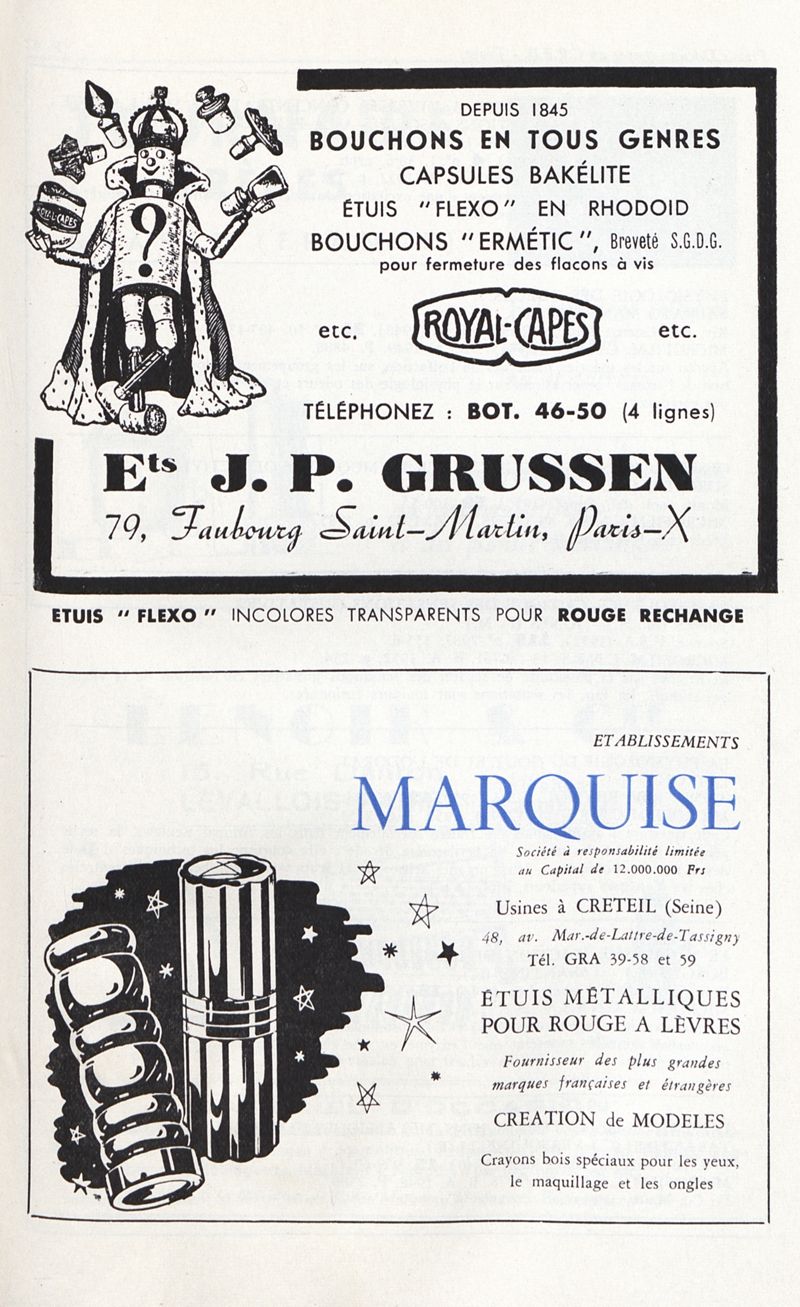 DEPUIS 1845
BOUCHONS EN TOUS GENRES
CAPSULES BAKÉLITE
ÉTUIS "FLEXO" EN RHODOID
BOUCHONS "ERMÉTIC", Breveté S.G.D.G.
pour fermeture des flacons à vis
ROYAL-CAPES
?
etc. ROYAL-CAPES etc.
TÉLÉPHONEZ : BOT. 46-50 (4 lignes)
Ets J. P. GRUSSEN
79, Faubourg Saint-Martin, Paris-X
ETUIS "FLEXO" INCOLORES TRANSPARENTS POUR ROUGE RECHANGE
ETABLISSEMENTS
MARQUISE
Société à responsabilité limitée
au Capital de 12.000.000 Frs
Usines à CRETEIL (Seine)
48, av. Mar.-de-Lattre-de-Tassigny
Tél. GRA 39-58 et 59
ÉTUIS MÉTALLIQUES
POUR ROUGE A LÈVRES
Fournisseur des plus grandes
marques françaises et étrangères
CREATION de MODELES
Crayons bois spéciaux pour les yeux,
le maquillage et les ongles